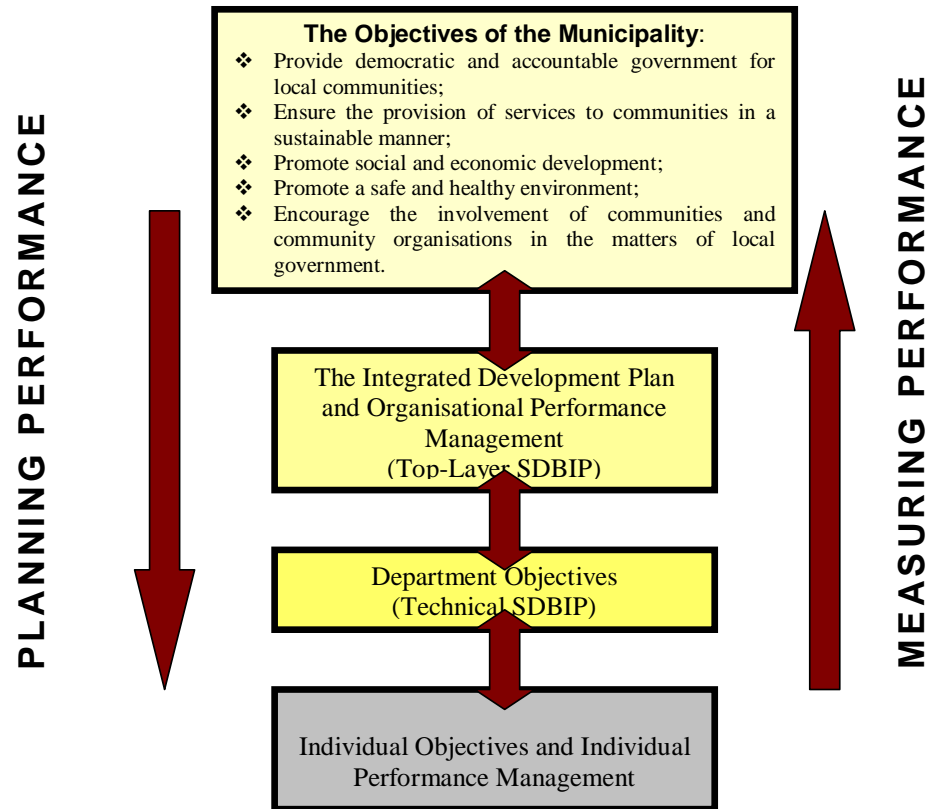 PLANNING PERFORMANCE
The Objectives of the Municipality:
❖ Provide democratic and accountable government for
local communities;
❖ Ensure the provision of services to communities in a
sustainable manner;
❖ Promote social and economic development;
❖ Promote a safe and healthy environment;
❖ Encourage the involvement of communities and
community organisations in the matters of local
government.
The Integrated Development Plan
and Organisational Performance
Management
(Top-Layer SDBIP)
Department Objectives
(Technical SDBIP)
Individual Objectives and Individual
Performance Management
MEASURING PERFORMANCE